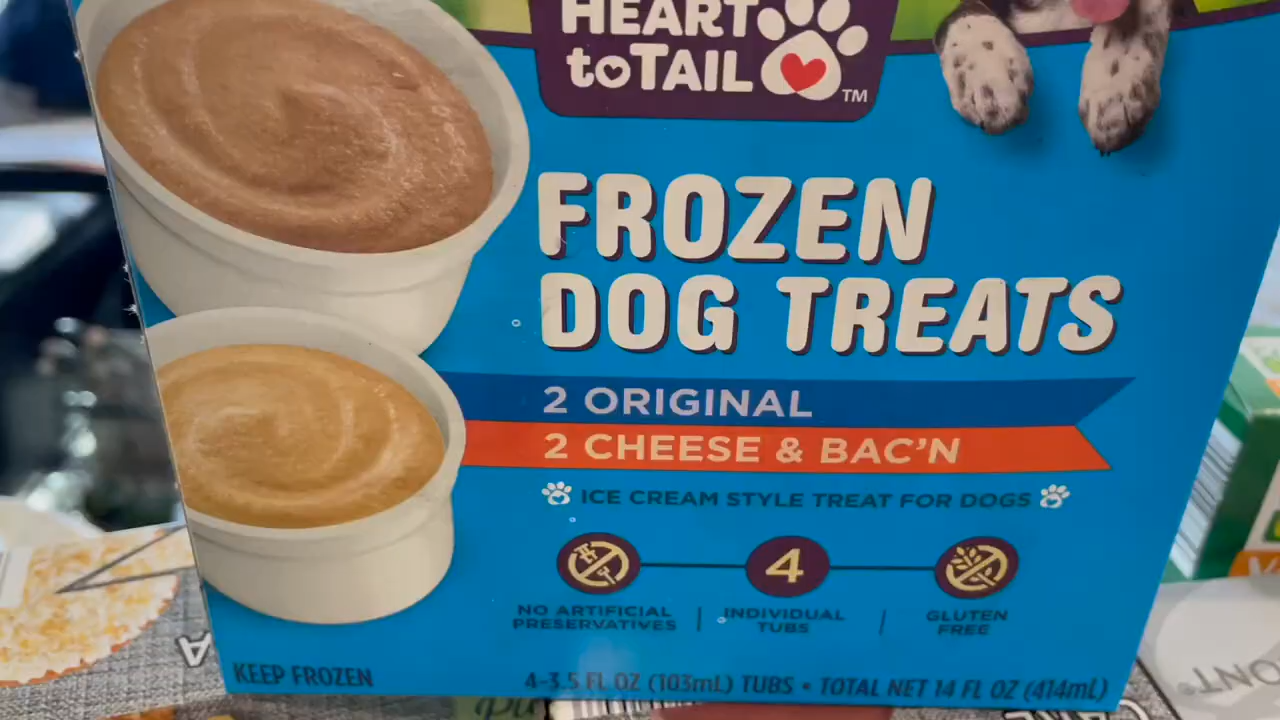 HEART
toTAIL
TM
FROZEN
DOG TREATS
2 ORIGINAL
2 CHEESE & BAC'N
ICE CREAM STYLE TREAT FOR DOGS
NO ARTIFICIAL
PRESERVATIVES
4
INDIVIDUAL
TUBS
GLUTEN
FREE
KEEP FROZEN
4-3.5 FL OZ (103mL) TUBS • TOTAL NET 14 FL OZ (414mL)